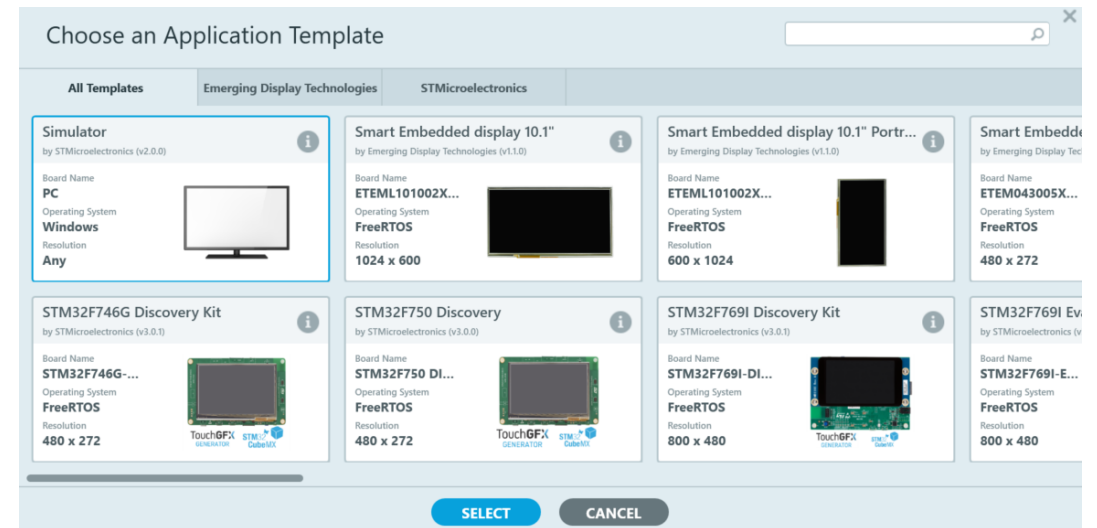 Choose an Application Template
All Templates
Emerging Display Technologies
STMicroelectronics
Simulator
by STMicroelectronics (v2.0.0)
Board Name
PC
Operating System
Windows
Resolution
Any
Smart Embedded display 10.1"
by Emerging Display Technologies (v1.1.0)
Board Name
ETEML101002X...
Operating System
FreeRTOS
Resolution
1024 x 600
Smart Embedded display 10.1" Portr...
by Emerging Display Technologies (v1.1.0)
Board Name
ETEML101002X...
Operating System
FreeRTOS
Resolution
600 x 1024
Smart Embedde
by Emerging Display Tec
Board Name
ETEM043005X...
Operating System
FreeRTOS
Resolution
480 x 272
STM32F746G Discovery Kit
by STMicroelectronics (v3.0.1)
Board Name
STM32F746G-...
Operating System
FreeRTOS
Resolution
480 x 272
TouchGFX
GENERATOR
STM32
CubeMX
STM32F750 Discovery
by STMicroelectronics (v3.0.0)
Board Name
STM32F750 DI...
Operating System
FreeRTOS
Resolution
480 x 272
TouchGFX
GENERATOR
STM32
CubeMX
STM32F769I Discovery Kit
by STMicroelectronics (v3.0.1)
Board Name
STM32F769I-DI...
Operating System
FreeRTOS
Resolution
800 x 480
TouchGFX
GENERATOR
STM32
CubeMX
STM32F769I Eva
by STMicroelectronics (v
Board Name
STM32F769I-E...
Operating System
FreeRTOS
Resolution
800 x 480
SELECT
CANCEL